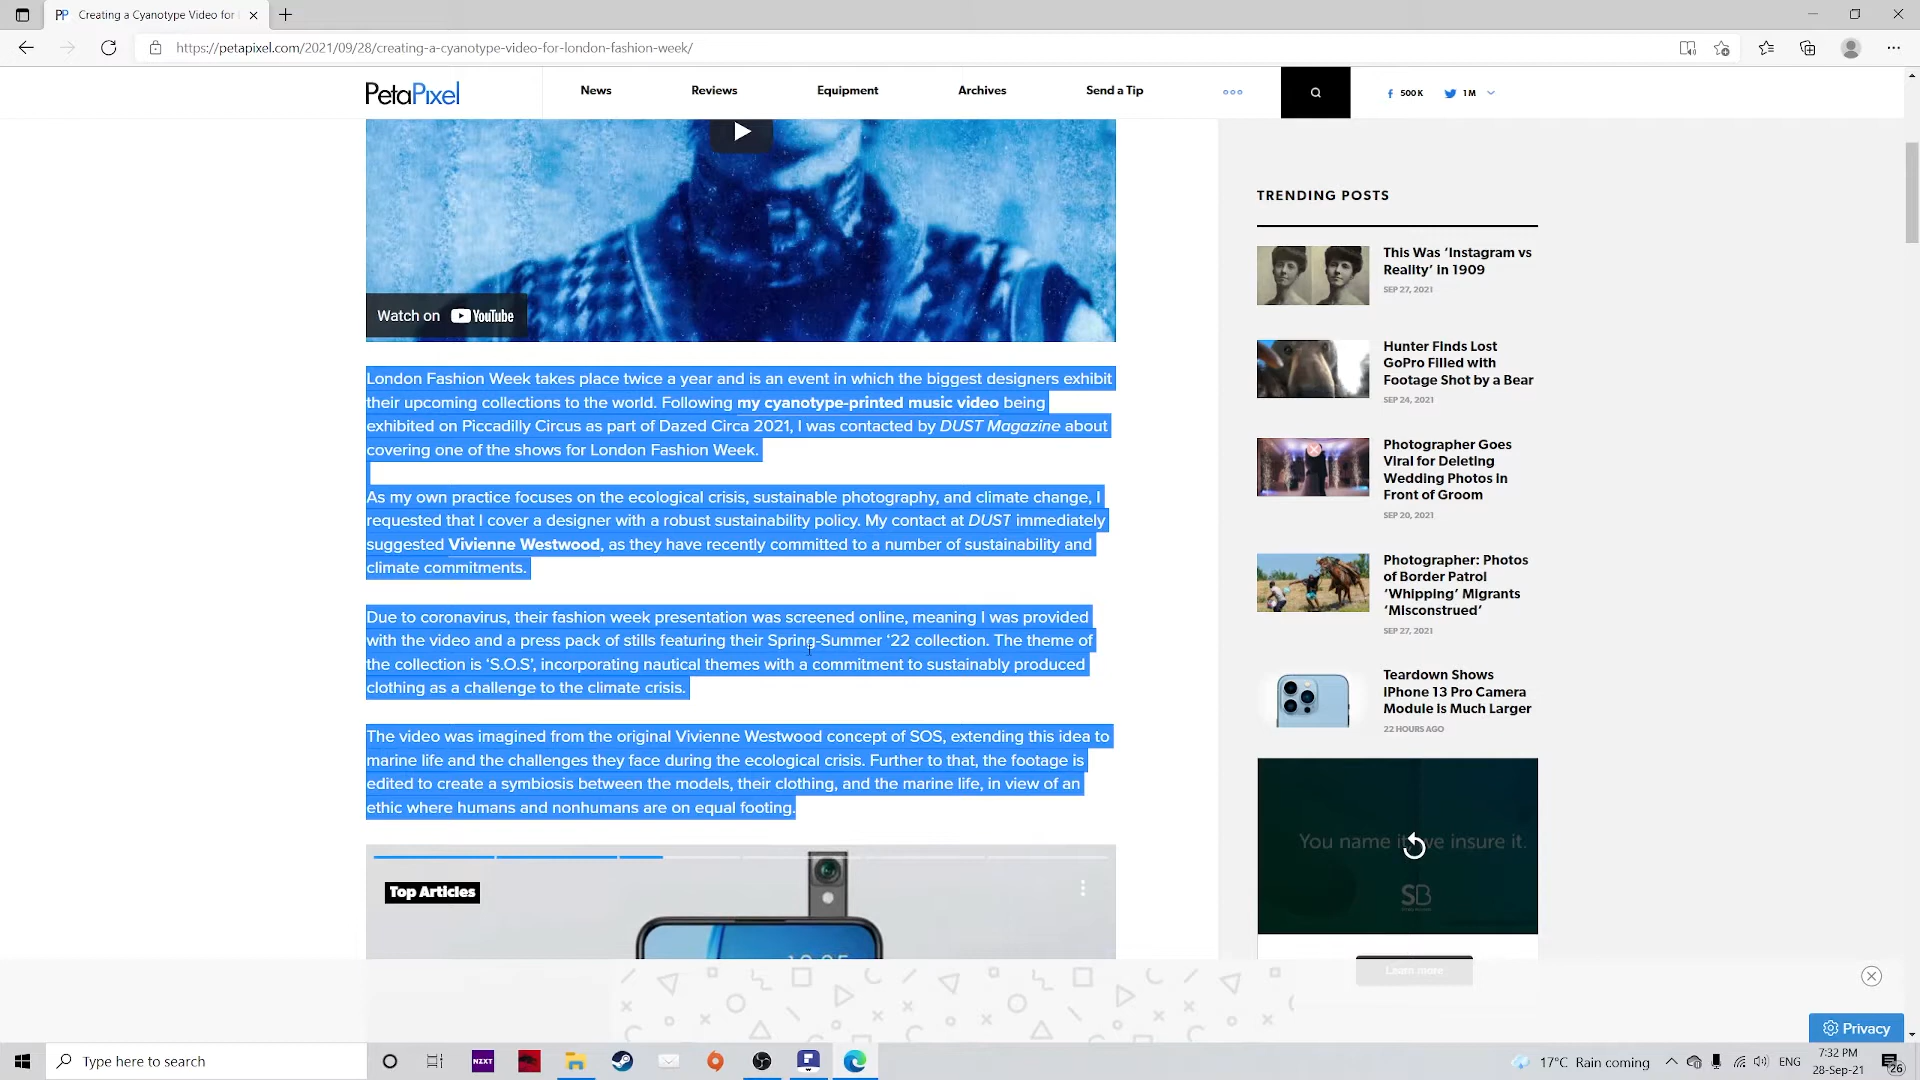 PP Creating a Cyanotype Video for
https://petapixel.com/2021/09/28/creating-a-cyanotype-video-for-london-fashion-week/
PetaPixel
News
Reviews
Equipment
Archives
Send a Tip
500K
1M
Watch on YouTube
London Fashion Week takes place twice a year and is an event in which the biggest designers exhibit
their upcoming collections to the world. Following my cyanotype-printed music video being
exhibited on Piccadilly Circus as part of Dazed Circa 2021, I was contacted by DUST Magazine about
covering one of the shows for London Fashion Week.
As my own practice focuses on the ecological crisis, sustainable photography, and climate change, I
requested that I cover a designer with a robust sustainability policy. My contact at DUST immediately
suggested Vivienne Westwood, as they have recently committed to a number of sustainability and
climate commitments.
Due to coronavirus, their fashion week presentation was screened online, meaning I was provided
with the video and a press pack of stills featuring their Spring-Summer ‘22 collection. The theme of
the collection is ‘S.O.S’, incorporating nautical themes with a commitment to sustainably produced
clothing as a challenge to the climate crisis.
The video was imagined from the original Vivienne Westwood concept of SOS, extending this idea to
marine life and the challenges they face during the ecological crisis. Further to that, the footage is
edited to create a symbiosis between the models, their clothing, and the marine life, in view of an
ethic where humans and nonhumans are on equal footing.
Top Articles
TRENDING POSTS
This Was ‘Instagram vs
Reality’ in 1909
SEP 27, 2021
Hunter Finds Lost
GoPro Filled with
Footage Shot by a Bear
SEP 24, 2021
Photographer Goes
Viral for Deleting
Wedding Photos in
Front of Groom
SEP 20, 2021
Photographer: Photos
of Border Patrol
‘Whipping’ Migrants
‘Misconstrued’
SEP 27, 2021
Teardown Shows
iPhone 13 Pro Camera
Module is Much Larger
22 HOURS AGO
You name it, we insure it.
SB
Learn more
Privacy
Type here to search
NZXT
17°C Rain coming
ENG
7:32 PM
28-Sep-21
26